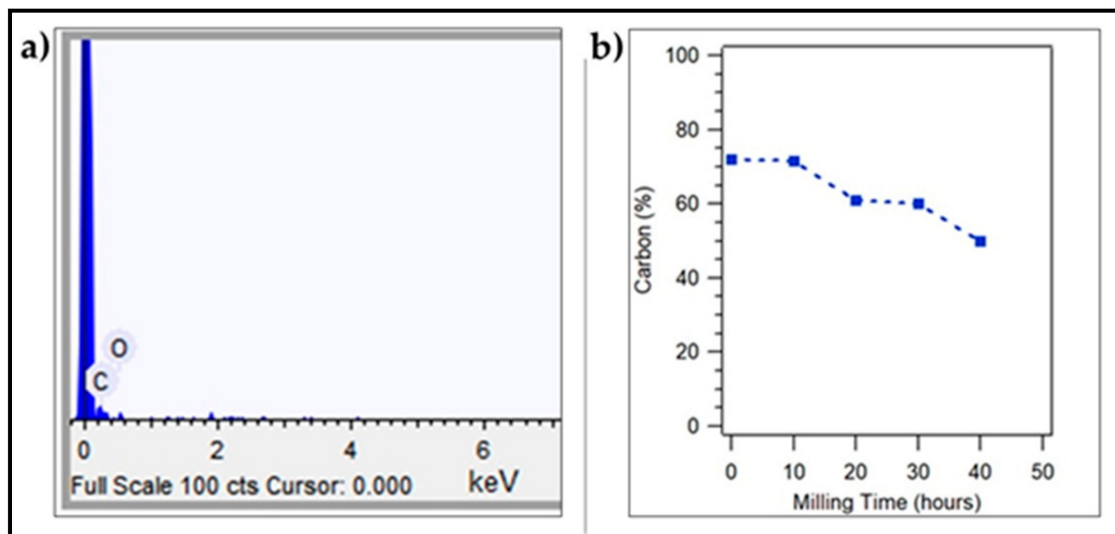 a)
O
C
0 2 4 6
Full Scale 100 cts Cursor: 0.000 keV
b)
100
80
60
40
20
0
Carbon (%)
0 10 20 30 40 50
Milling Time (hours)